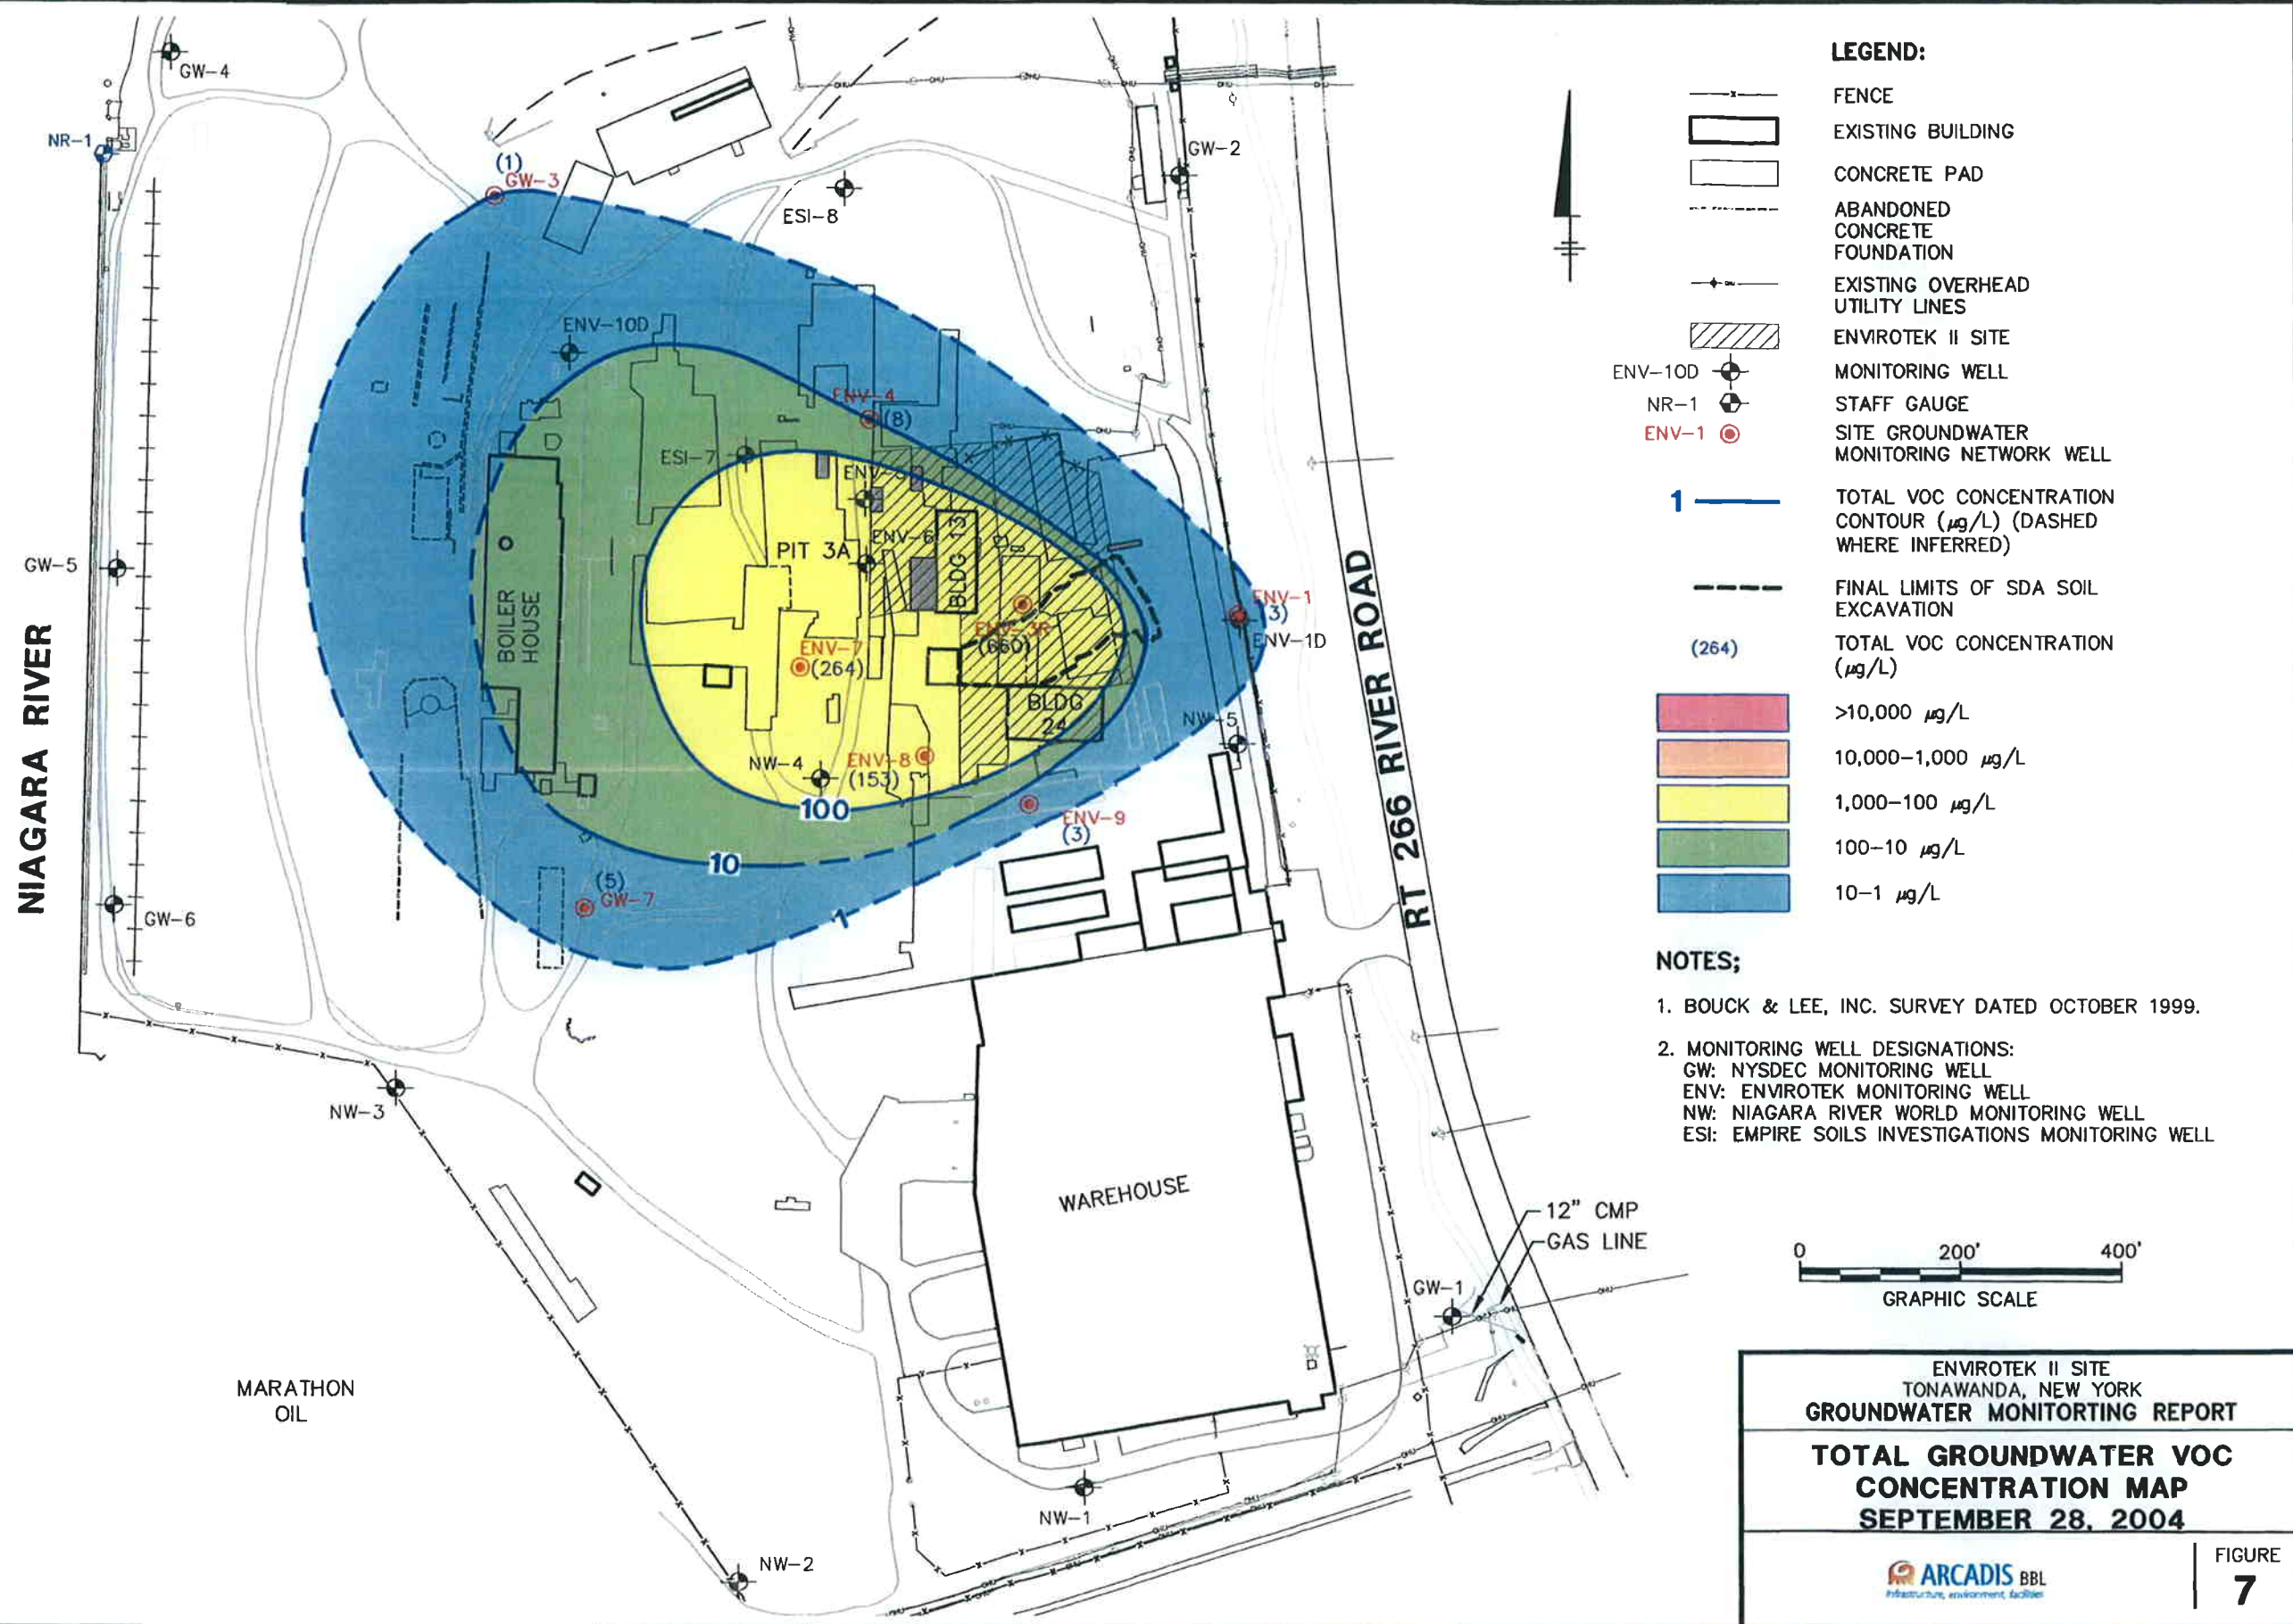 GW-4
NR-1
(1)
GW-3
ESI-8
GW-2
ENV-10D
ENV-4
(8)
ESI-7
PIT 3A
ENV-6
BLDG 13
GW-5
NIAGARA RIVER
BOILER
HOUSE
ENV-7
(264)
ENV-3R
(660)
ENV-1
(3)
ENV-1D
BLDG
24
NW-5
NW-4
ENV-8
(153)
100
ENV-9
(3)
10
(5)
GW-7
1
GW-6
RT 266 RIVER ROAD
NW-3
WAREHOUSE
12" CMP
GAS LINE
GW-1
MARATHON
OIL
NW-1
NW-2
LEGEND:
FENCE
EXISTING BUILDING
CONCRETE PAD
ABANDONED
CONCRETE
FOUNDATION
EXISTING OVERHEAD
UTILITY LINES
ENVIROTEK II SITE
ENV-10D MONITORING WELL
NR-1 STAFF GAUGE
ENV-1 SITE GROUNDWATER
MONITORING NETWORK WELL
1 TOTAL VOC CONCENTRATION
CONTOUR (µg/L) (DASHED
WHERE INFERRED)
FINAL LIMITS OF SDA SOIL
EXCAVATION
(264) TOTAL VOC CONCENTRATION
(µg/L)
>10,000 µg/L
10,000-1,000 µg/L
1,000-100 µg/L
100-10 µg/L
10-1 µg/L
NOTES;
1. BOUCK & LEE, INC. SURVEY DATED OCTOBER 1999.
2. MONITORING WELL DESIGNATIONS:
GW: NYSDEC MONITORING WELL
ENV: ENVIROTEK MONITORING WELL
NW: NIAGARA RIVER WORLD MONITORING WELL
ESI: EMPIRE SOILS INVESTIGATIONS MONITORING WELL
0 200' 400'
GRAPHIC SCALE
ENVIROTEK II SITE
TONAWANDA, NEW YORK
GROUNDWATER MONITORTING REPORT
TOTAL GROUNDWATER VOC
CONCENTRATION MAP
SEPTEMBER 28, 2004
ARCADIS BBL
Infrastructure, environment, facilities
FIGURE
7